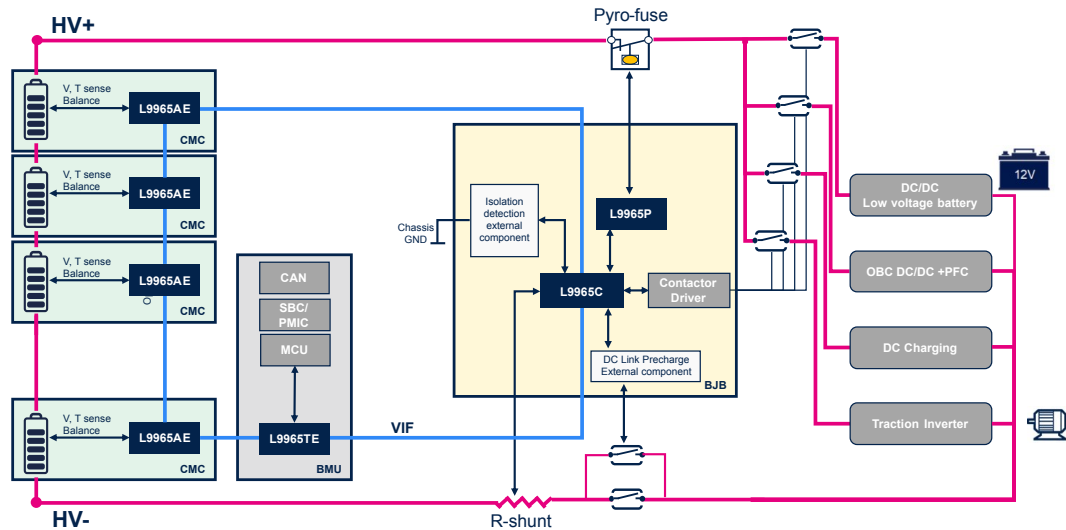 HV+
Pyro-fuse
V, T sense
Balance
L9965AE
CMC
V, T sense
Balance
L9965AE
CMC
V, T sense
Balance
L9965AE
CMC
V, T sense
Balance
L9965AE
CMC
CAN
SBC/
PMIC
MCU
L9965TE
BMU
VIF
Chassis
GND
Isolation
detection
external
component
L9965P
L9965C
Contactor
Driver
DC Link Precharge
External component
BJB
12V
DC/DC
Low voltage battery
OBC DC/DC +PFC
DC Charging
Traction Inverter
HV-
R-shunt